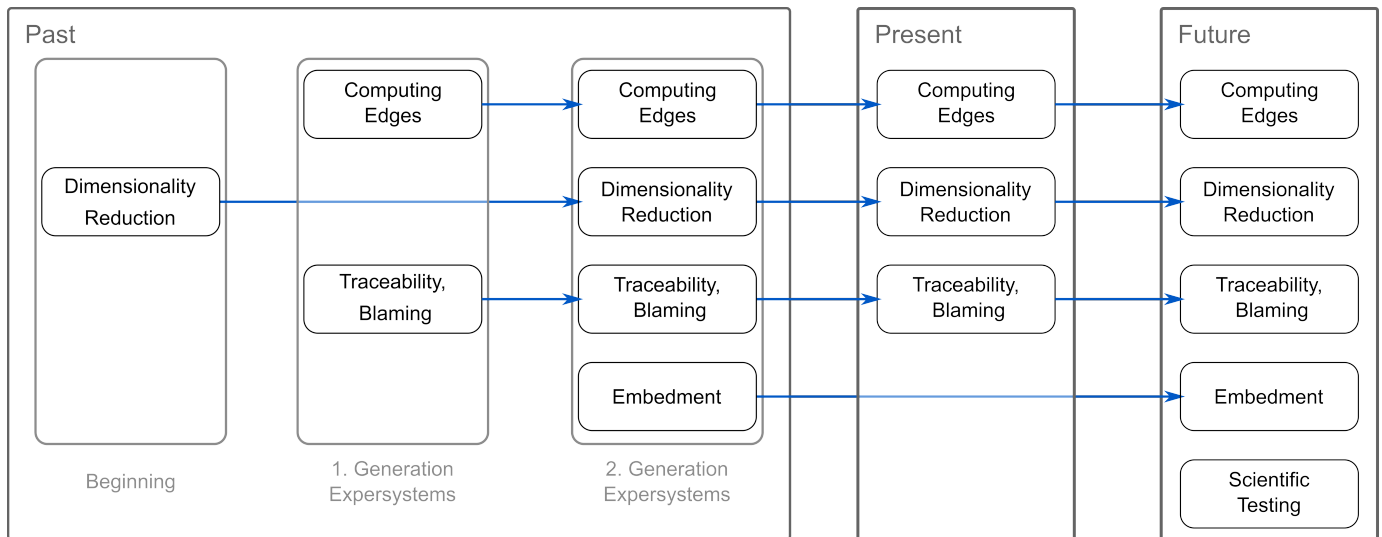 Past
Present
Future
Computing
Edges
Computing
Edges
Computing
Edges
Computing
Edges
Dimensionality
Reduction
Dimensionality
Reduction
Dimensionality
Reduction
Dimensionality
Reduction
Traceability,
Blaming
Traceability,
Blaming
Traceability,
Blaming
Traceability,
Blaming
Embedment
Embedment
Beginning
1. Generation
Expersystems
2. Generation
Expersystems
Scientific
Testing